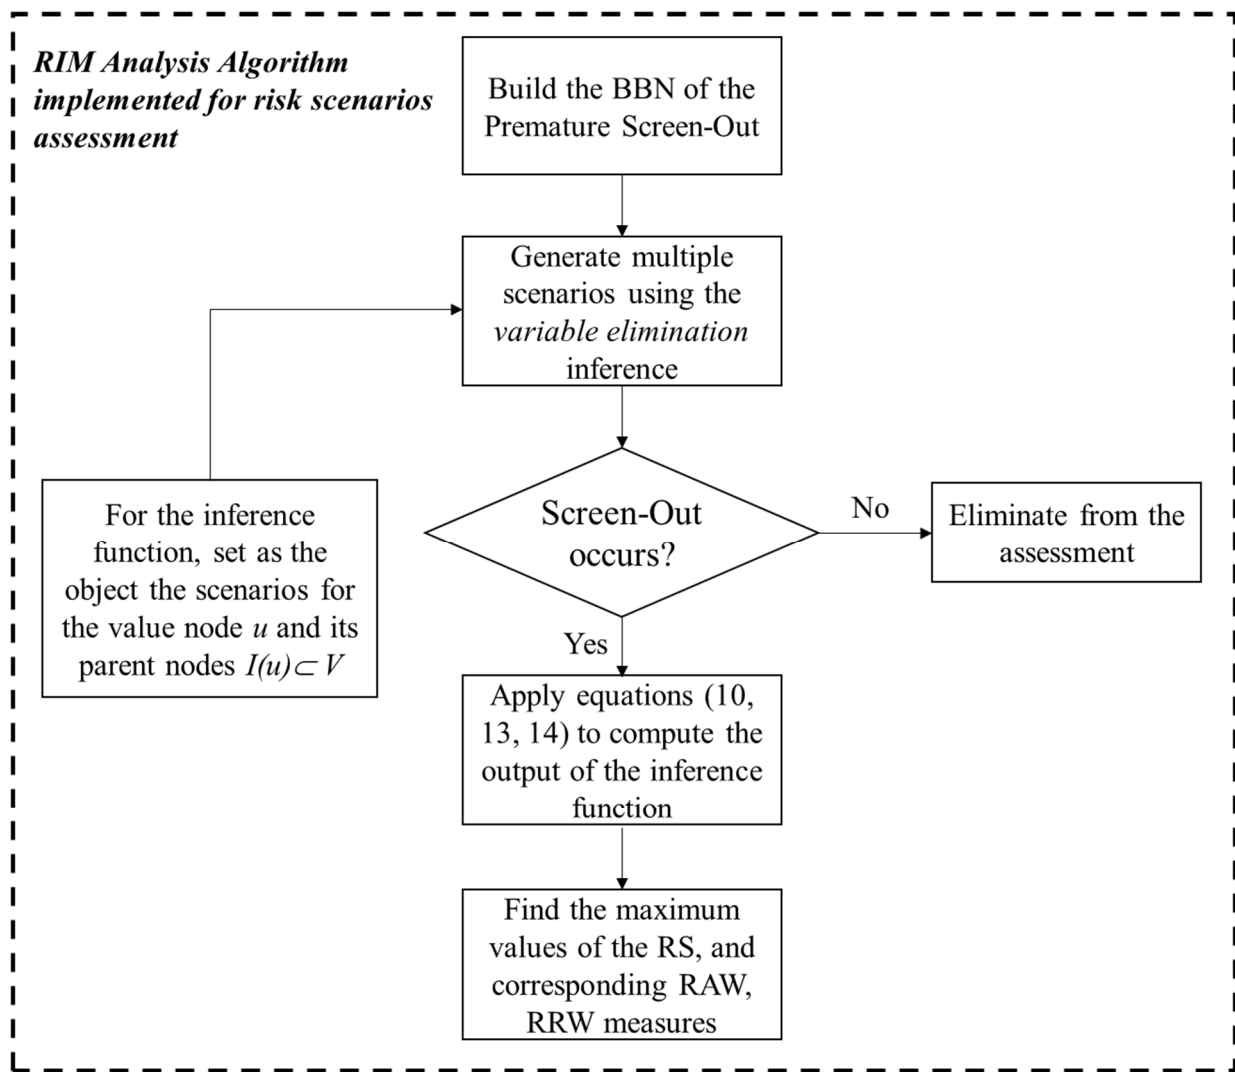 RIM Analysis Algorithm
implemented for risk scenarios
assessment
Build the BBN of the
Premature Screen-Out
Generate multiple
scenarios using the
variable elimination
inference
For the inference
function, set as the
object the scenarios for
the value node u and its
parent nodes I(u)⊂ V
Screen-Out
occurs?
No
Eliminate from the
assessment
Yes
Apply equations (10,
13, 14) to compute the
output of the inference
function
Find the maximum
values of the RS, and
corresponding RAW,
RRW measures